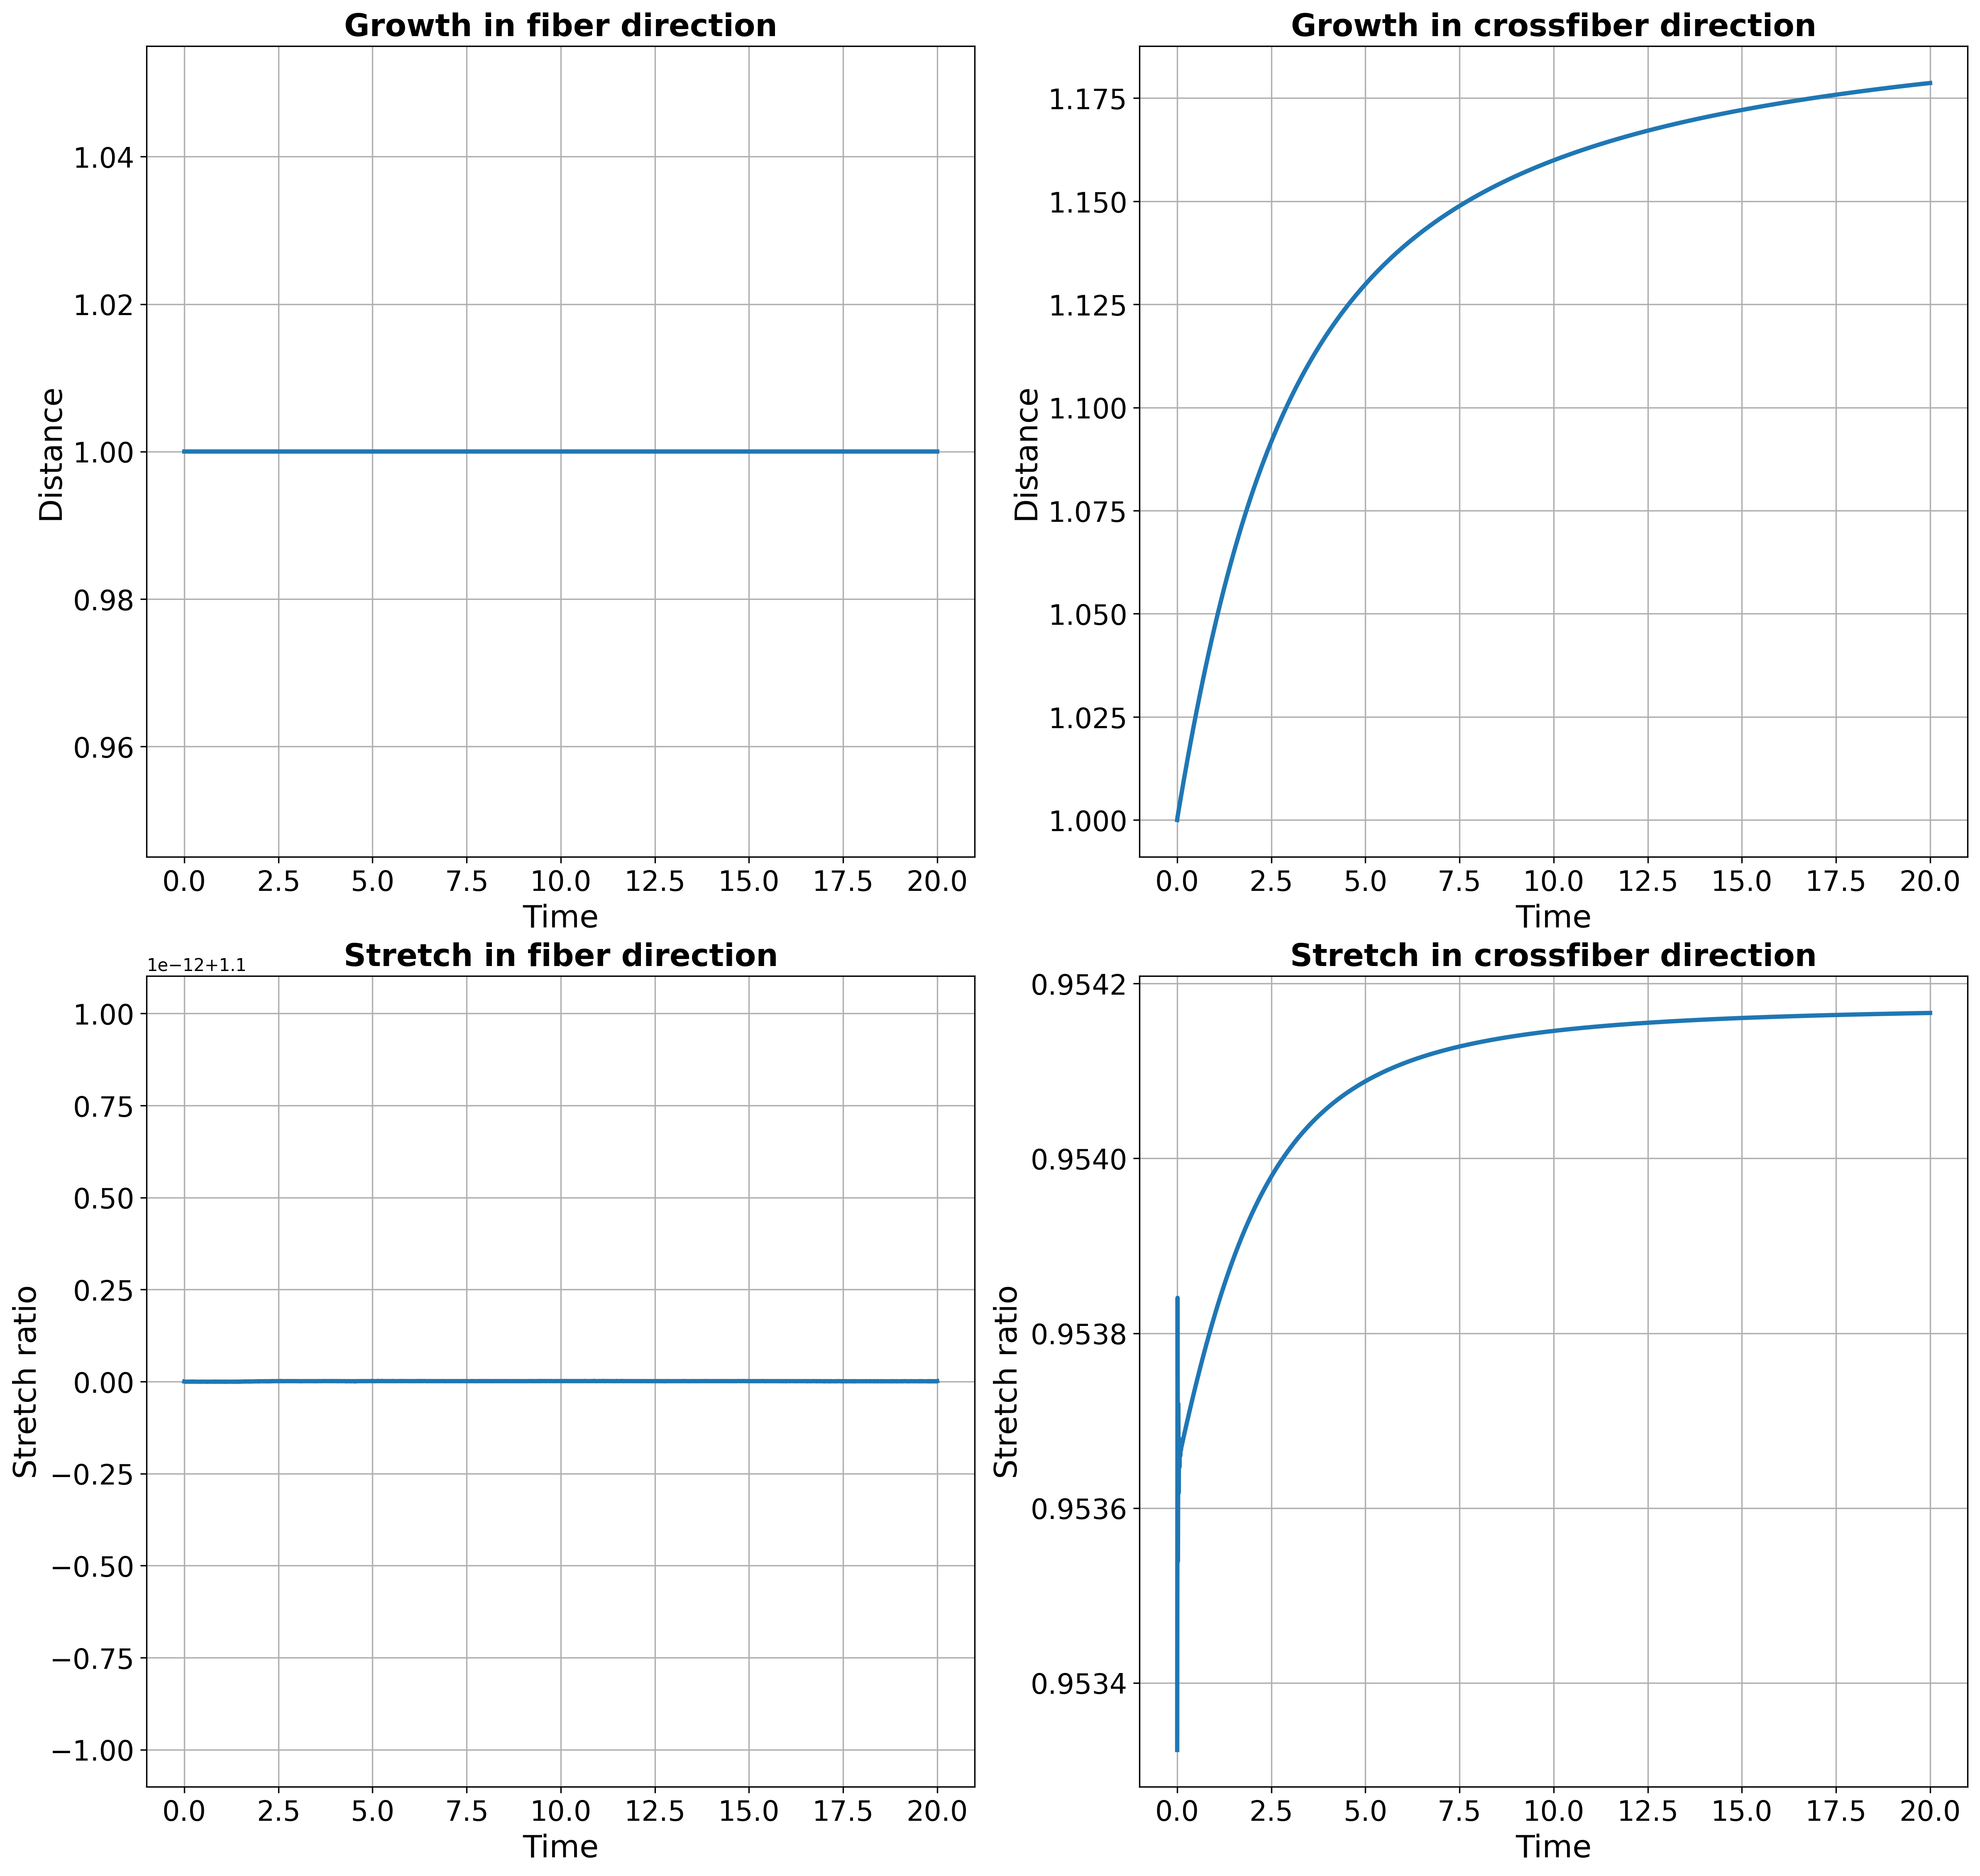 Growth in fiber direction
Distance
1.04
1.02
1.00
0.98
0.96
0.0 2.5 5.0 7.5 10.0 12.5 15.0 17.5 20.0
Time
Growth in crossfiber direction
Distance
1.175
1.150
1.125
1.100
1.075
1.050
1.025
1.000
0.0 2.5 5.0 7.5 10.0 12.5 15.0 17.5 20.0
Time
Stretch in fiber direction
1e−12+1.1
Stretch ratio
1.00
0.75
0.50
0.25
0.00
−0.25
−0.50
−0.75
−1.00
0.0 2.5 5.0 7.5 10.0 12.5 15.0 17.5 20.0
Time
Stretch in crossfiber direction
Stretch ratio
0.9542
0.9540
0.9538
0.9536
0.9534
0.0 2.5 5.0 7.5 10.0 12.5 15.0 17.5 20.0
Time